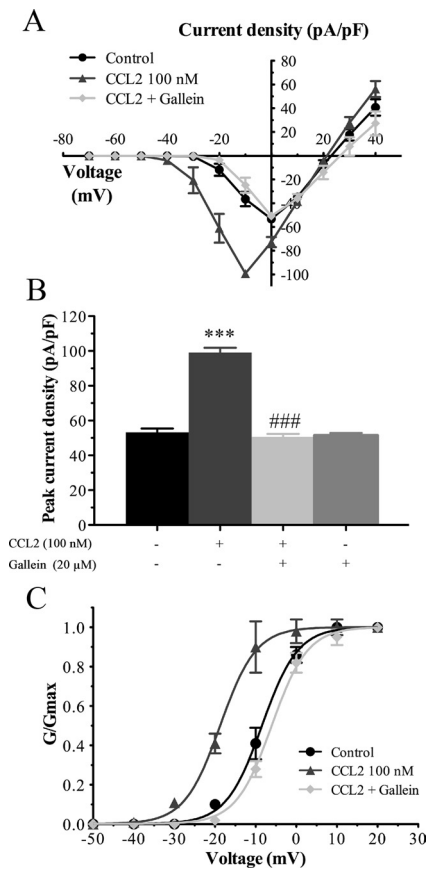 A
Current density (pA/pF)
Control
CCL2 100 nM
CCL2 + Gallein
80
60
40
20
-80 -60 -40 -20 20 40
Voltage
(mV)
-20
-40
-60
-80
-100
B
Peak current density (pA/pF)
120
100
80
60
40
20
0
***
###
CCL2 (100 nM) - + + -
Gallein (20 µM) - - + +
C
G/Gmax
1.0
0.8
0.6
0.4
0.2
0.0
Control
CCL2 100 nM
CCL2 + Gallein
-50 -40 -30 -20 -10 0 10 20 30
Voltage (mV)